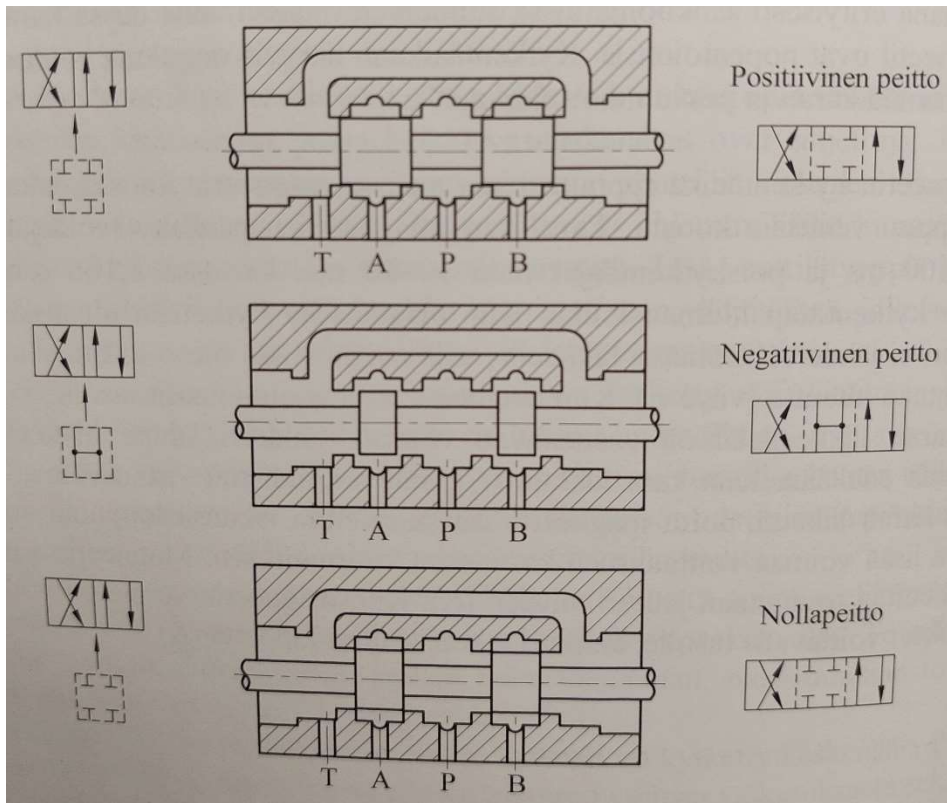 Positiivinen peitto
T A P B
Negatiivinen peitto
T A P B
Nollapeitto
T A P B